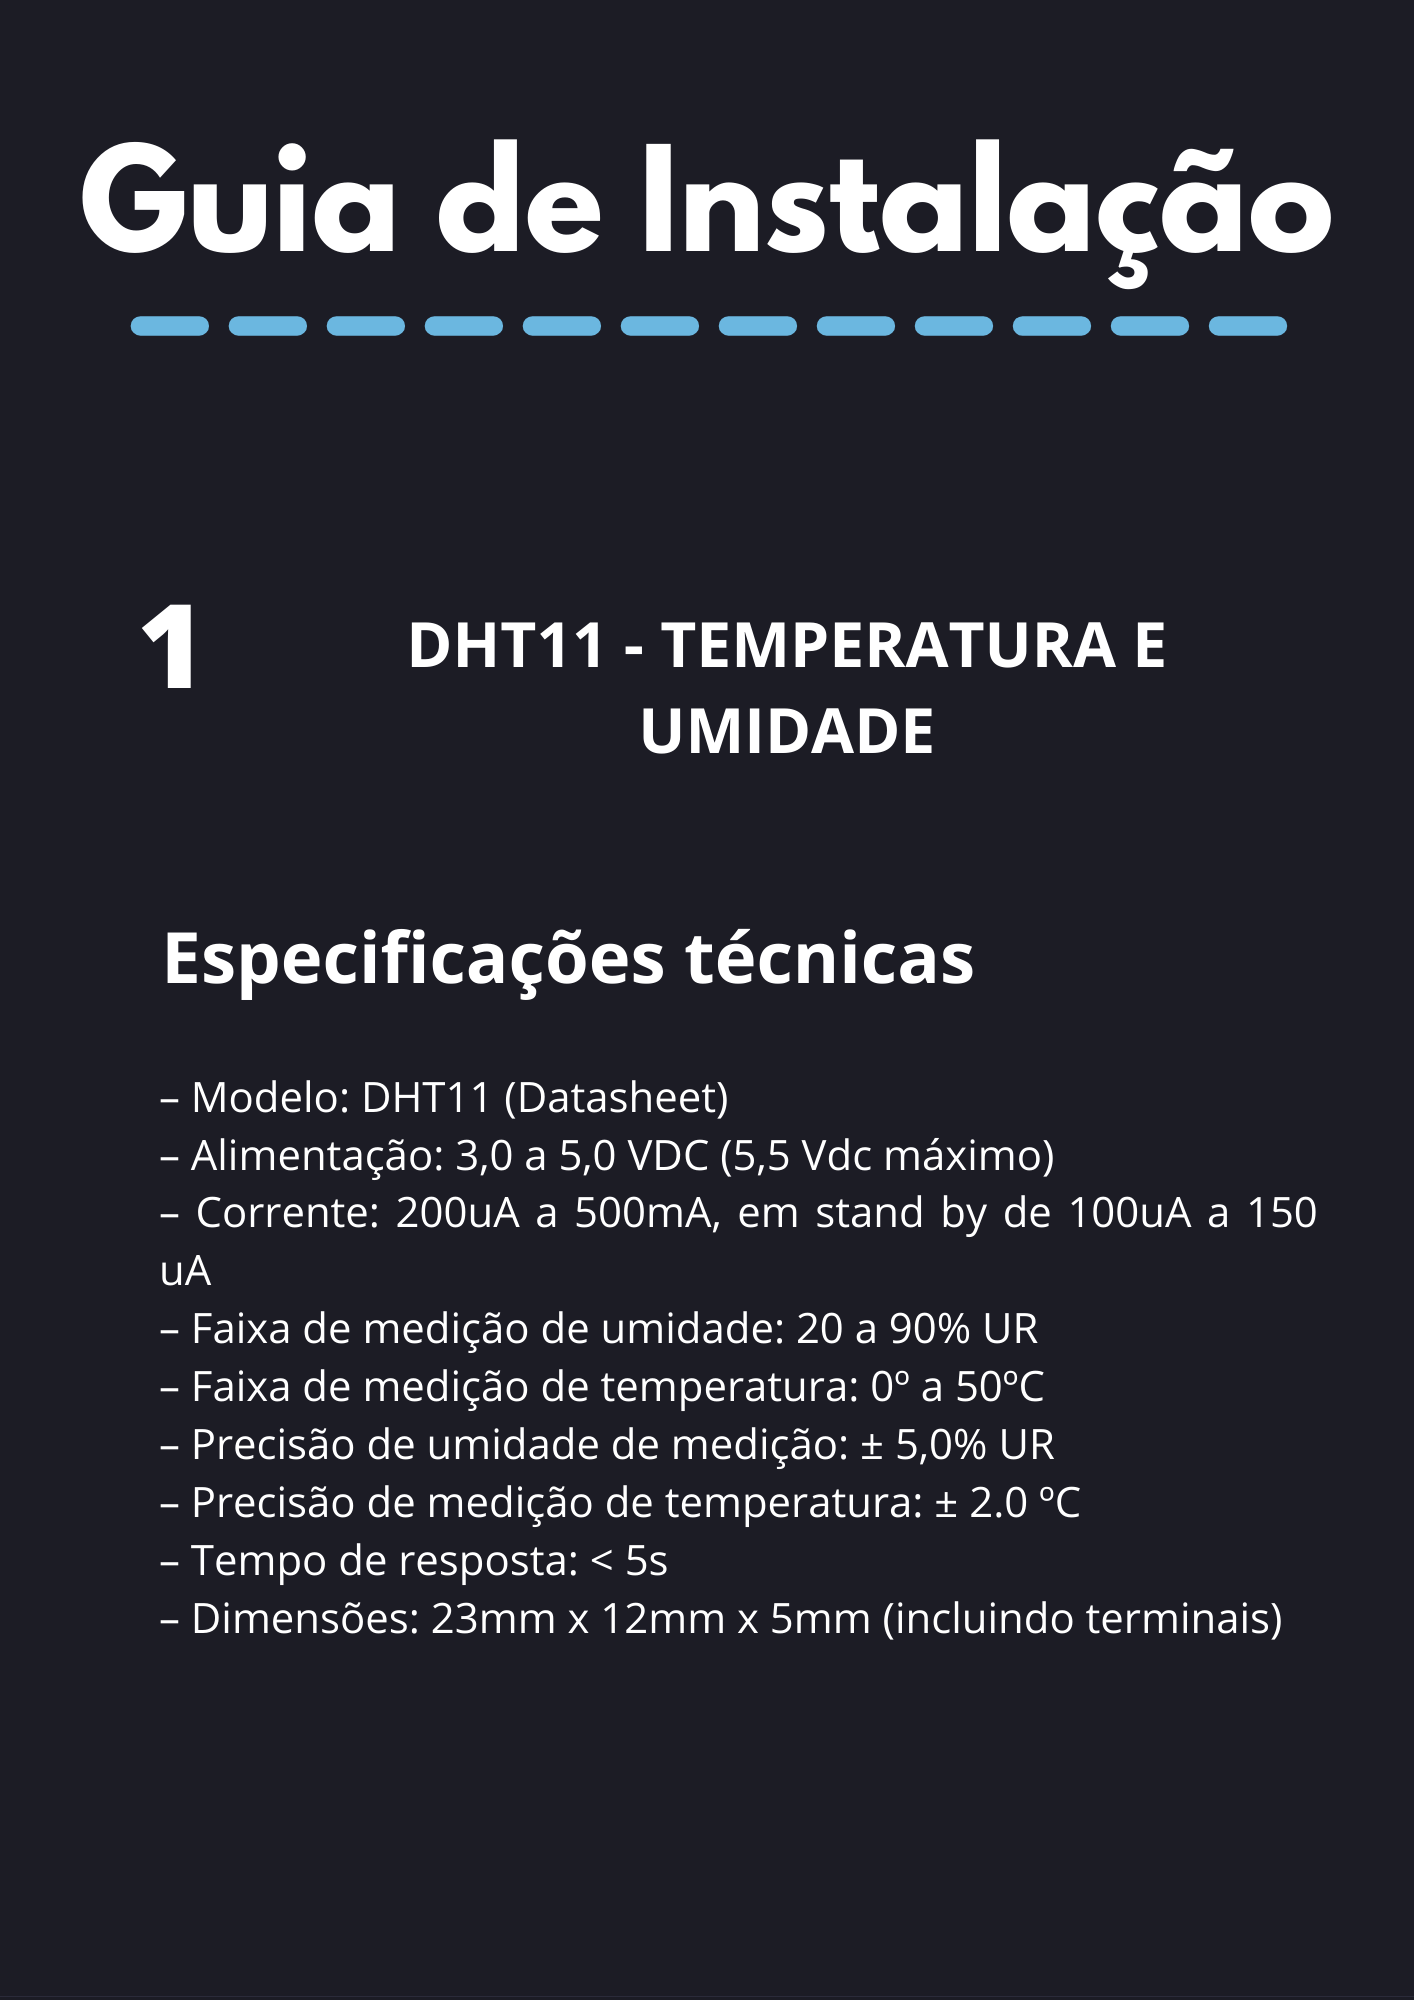 Guia de Instalação
1
DHT11 - TEMPERATURA E
UMIDADE
Especificações técnicas
– Modelo: DHT11 (Datasheet)
– Alimentação: 3,0 a 5,0 VDC (5,5 Vdc máximo)
– Corrente: 200uA a 500mA, em stand by de 100uA a 150
uA
– Faixa de medição de umidade: 20 a 90% UR
– Faixa de medição de temperatura: 0º a 50ºC
– Precisão de umidade de medição: ± 5,0% UR
– Precisão de medição de temperatura: ± 2.0 ºC
– Tempo de resposta: < 5s
– Dimensões: 23mm x 12mm x 5mm (incluindo terminais)